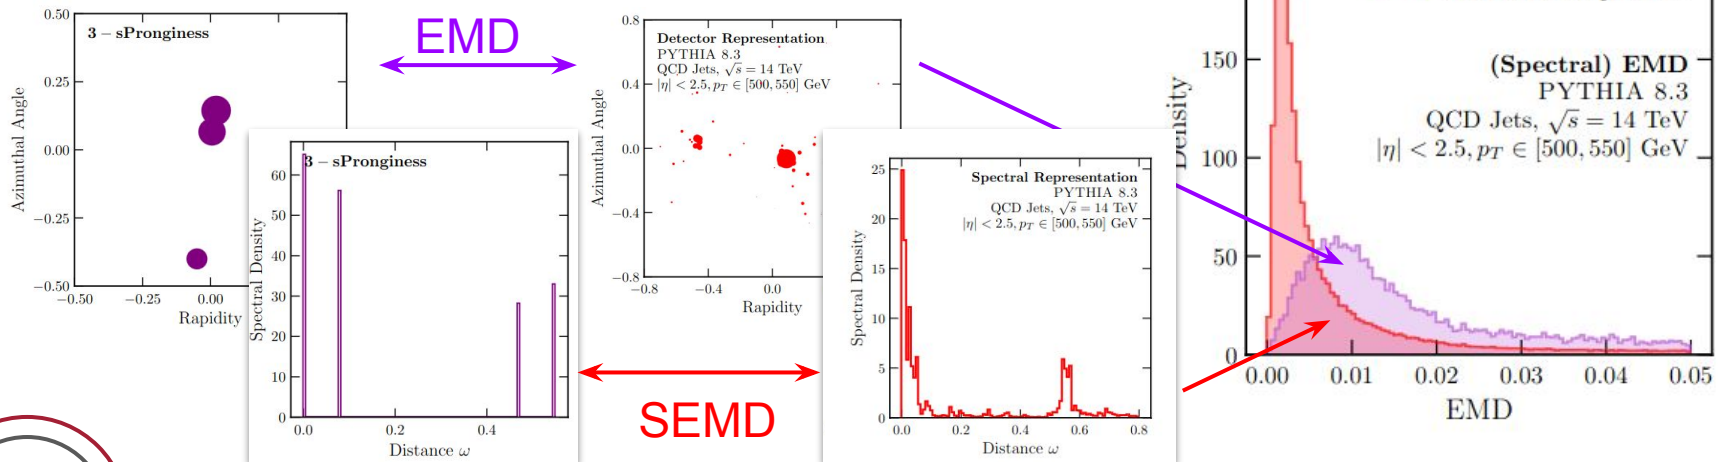 0.50
3 − sPronginess
0.25
0.00
−0.25
−0.50
−0.50
−0.25
0.00
Azimuthal Angle
Rapidity
EMD
3 − sPronginess
60
50
40
30
20
10
0
0.0
0.2
0.4
Spectral Density
Distance ω
0.8
Detector Representation
PYTHIA 8.3
QCD Jets, √s = 14 TeV
|η| < 2.5, pT ∈ [500, 550] GeV
0.4
0.0
−0.4
−0.8
−0.8
−0.4
0.0
Azimuthal Angle
Rapidity
SEMD
Spectral Representation
PYTHIA 8.3
QCD Jets, √s = 14 TeV
|η| < 2.5, pT ∈ [500, 550] GeV
25
20
15
10
5
0
0.0
0.2
0.4
0.6
0.8
Spectral Density
Distance ω
(Spectral) EMD
PYTHIA 8.3
QCD Jets, √s = 14 TeV
|η| < 2.5, pT ∈ [500, 550] GeV
150
100
50
0
0.00
0.01
0.02
0.03
0.04
0.05
Density
EMD